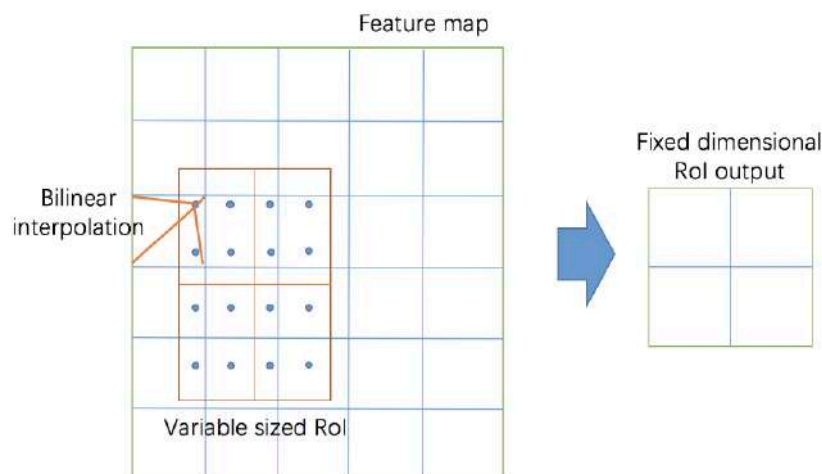 Feature map
Fixed dimensional
RoI output
Bilinear
interpolation
Variable sized RoI